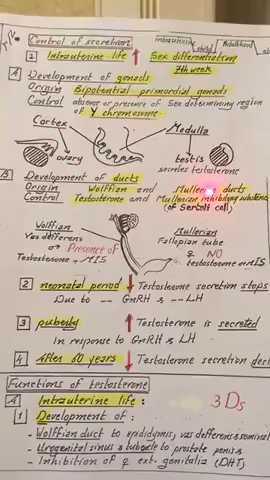 Control of secretion
Intrauterine
Childh
Adulthood
1 Intrauterine life ↑ Sex differentiation
7th week
A Development of gonads
Origin Bipotential primordial gonads
Control absence or presence of Sex determining region
of Y chromosome
Cortex
Medulla
ovary
testis
secretes testosterone
B Development of ducts
Origin Wolffian and Mullerian ducts
Control Testosterone and Mullerian inhibiting substance
(of Sertoli cell)
Wolffian
Vas deferens
Presence of
Testosterone + MIS
Mullerian
Fallopian tube
NO
testosterone or MIS
2 neonatal period ↓ Testosterone secretion stops
Due to -- GnRH & -- LH
3 puberty ↑ Testosterone is secreted
In response to GnRH & LH
4 After 60 years ↓ Testosterone secretion
Functions of testosterone
A Intrauterine life: 3 Ds
1 Development of:
- Wolffian duct to epididymis, vas deferens &
- Urogenital sinus & tubercle to prostate penis &
- Inhibition of ♀ ext. genitalia (DHT)